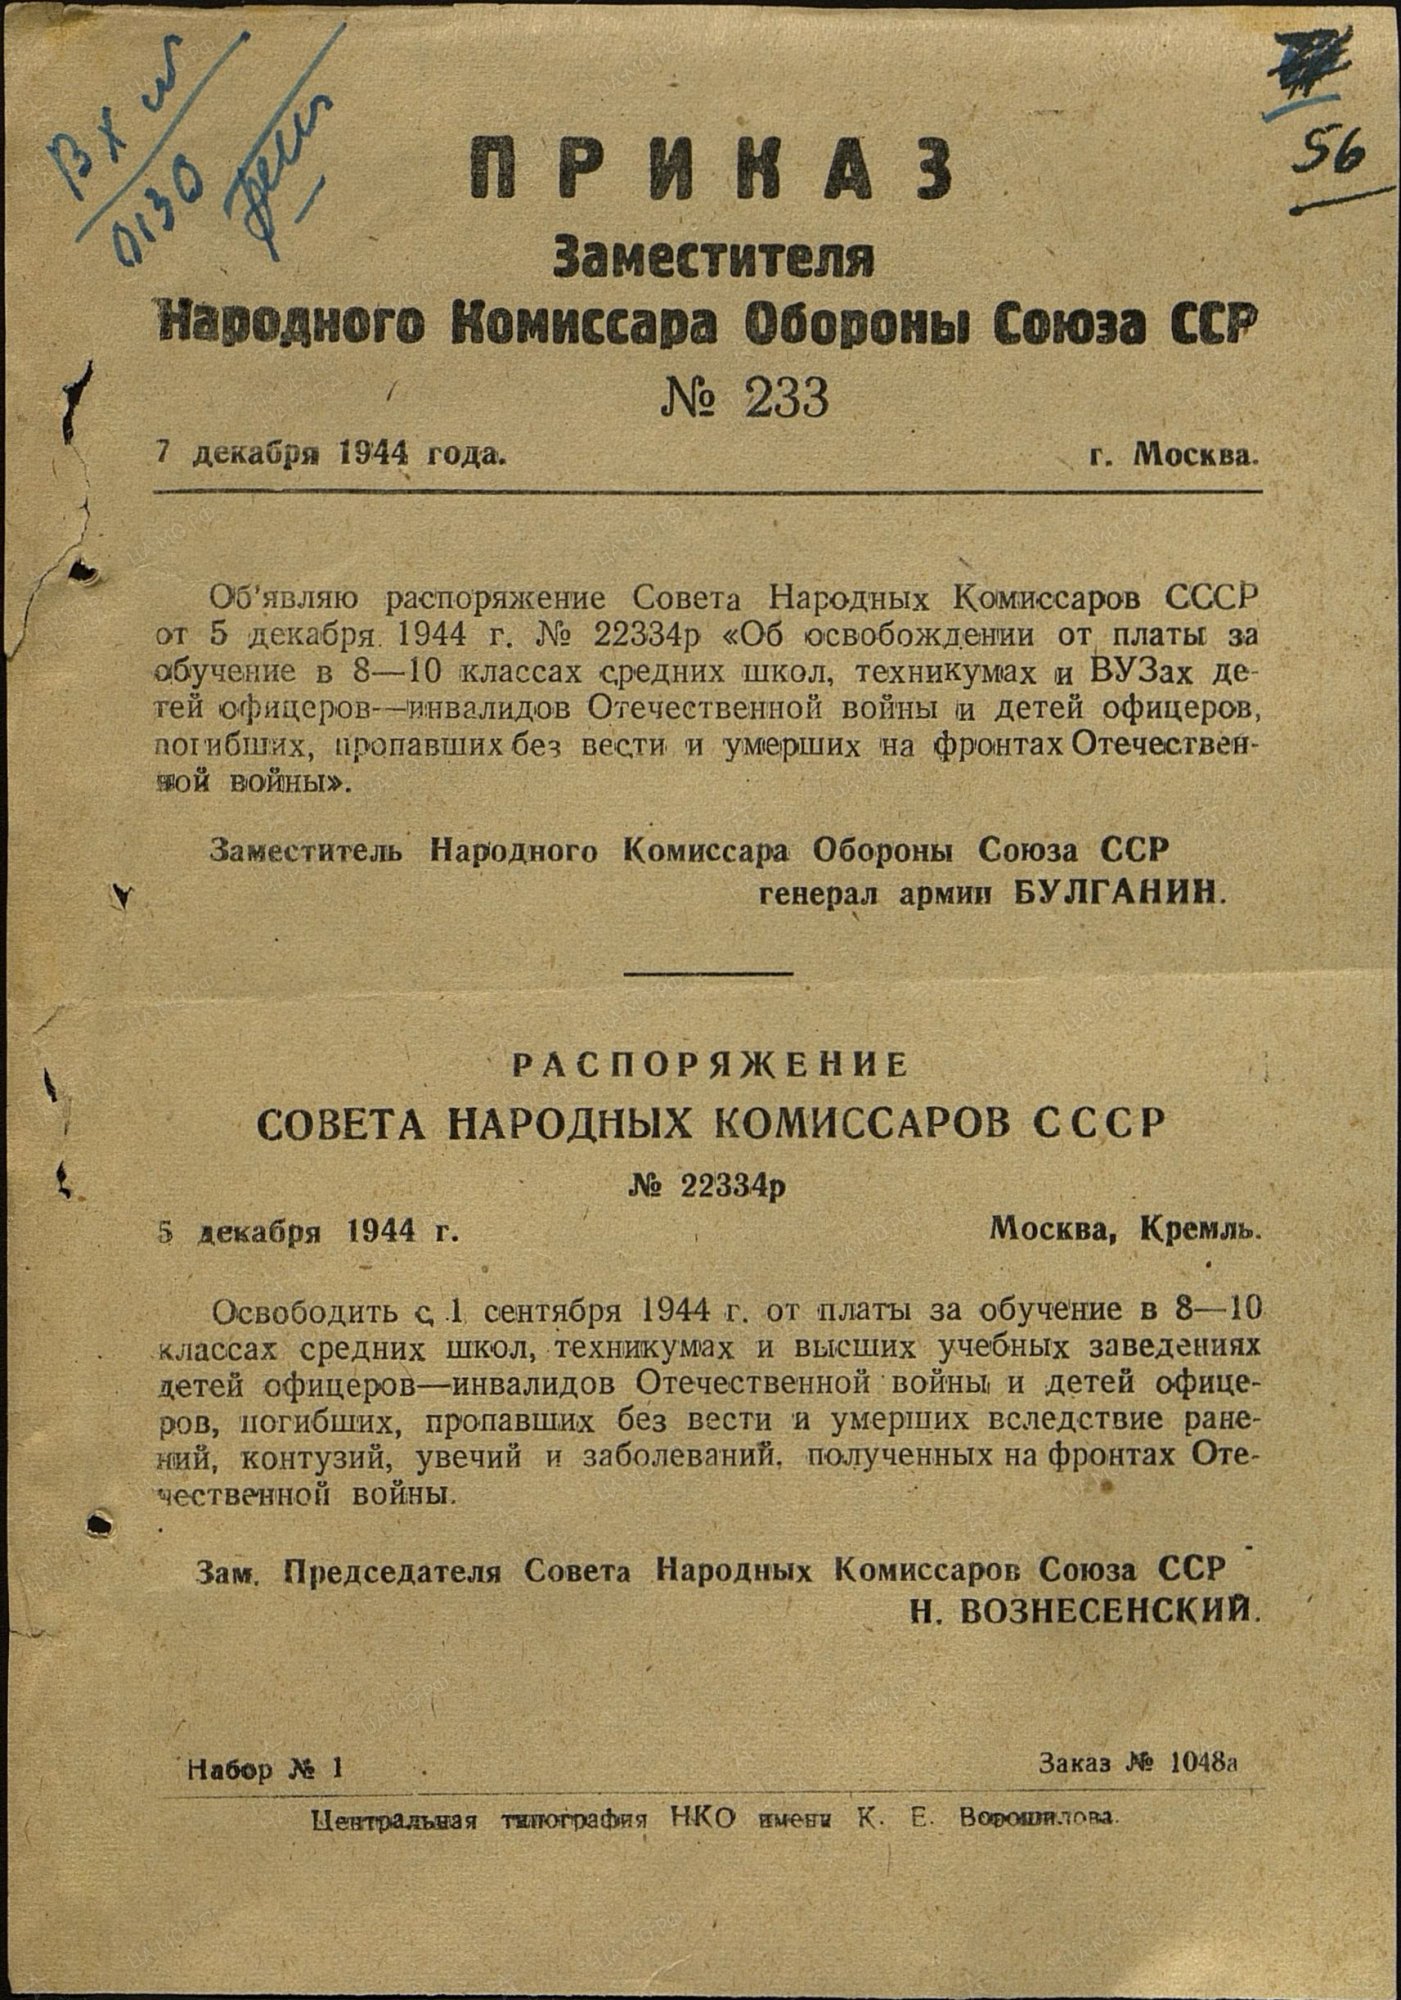 Вх №
0130
56
ПРИКАЗ
Заместителя
Народного Комиссара Обороны Союза ССР
№ 233
7 декабря 1944 года. г. Москва.
Об'являю распоряжение Совета Народных Комиссаров СССР
от 5 декабря 1944 г. № 22334р «Об освобождении от платы за
обучение в 8—10 классах средних школ, техникумах и ВУЗах де-
тей офицеров—инвалидов Отечественной войны и детей офицеров,
погибших, пропавших без вести и умерших на фронтах Отечествен-
ной войны».
Заместитель Народного Комиссара Обороны Союза ССР
генерал армии БУЛГАНИН.
РАСПОРЯЖЕНИЕ
СОВЕТА НАРОДНЫХ КОМИССАРОВ СССР
№ 22334р
5 декабря 1944 г. Москва, Кремль.
Освободить с 1 сентября 1944 г. от платы за обучение в 8—10
классах средних школ, техникумах и высших учебных заведениях
детей офицеров—инвалидов Отечественной войны и детей офице-
ров, погибших, пропавших без вести и умерших вследствие ране-
ний, контузий, увечий и заболеваний, полученных на фронтах Оте-
чественной войны.
Зам. Председателя Совета Народных Комиссаров Союза ССР
Н. ВОЗНЕСЕНСКИЙ.
Набор № 1 Заказ № 1048а
Центральная типография НКО имени К. Е. Ворошилова.